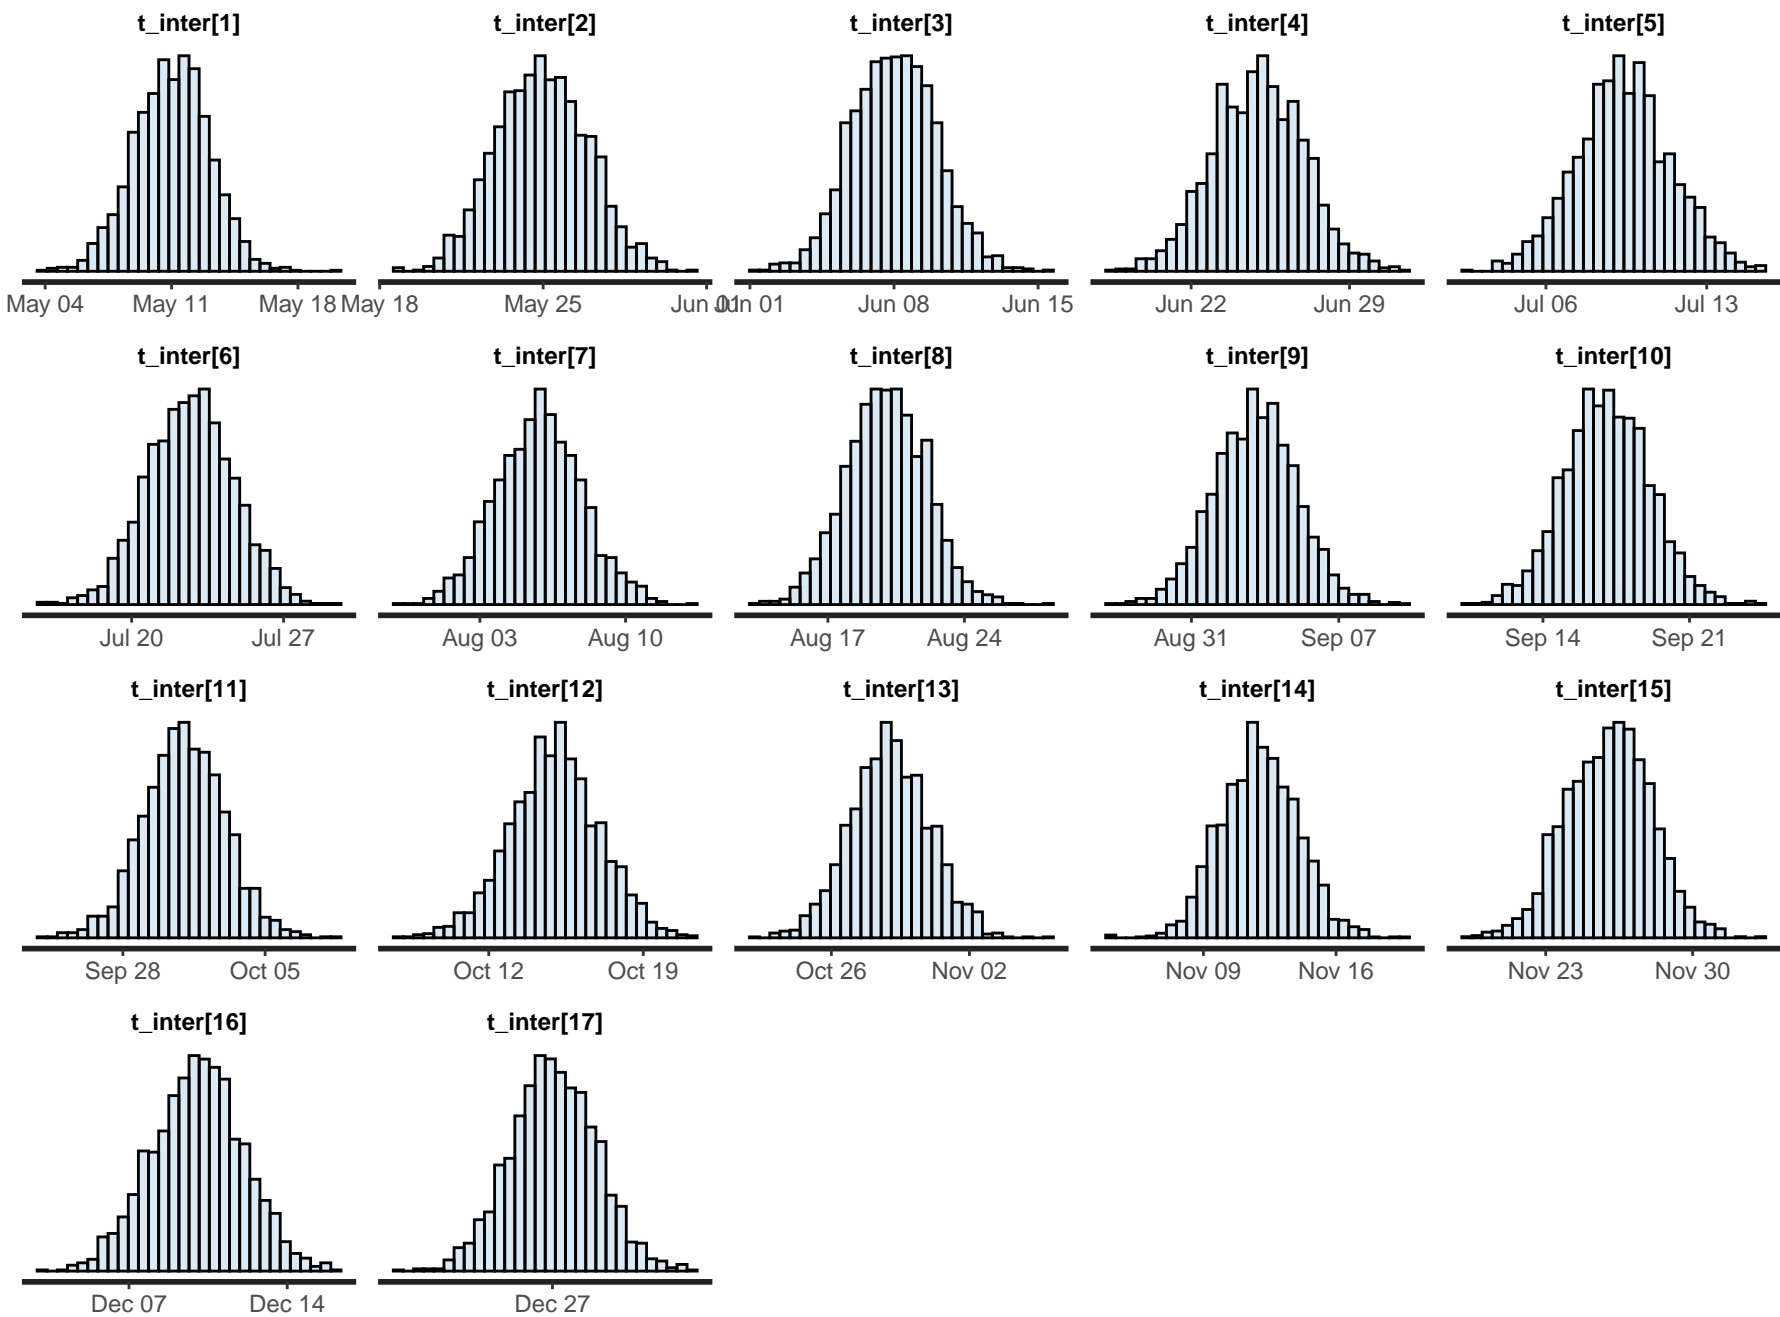 t_inter[1] t_inter[2] t_inter[3] t_inter[4] t_inter[5]
May 04 May 11 May 18 May 18 May 25 Jun 01 Jun 01 Jun 08 Jun 15 Jun 22 Jun 29 Jul 06 Jul 13
t_inter[6] t_inter[7] t_inter[8] t_inter[9] t_inter[10]
Jul 20 Jul 27 Aug 03 Aug 10 Aug 17 Aug 24 Aug 31 Sep 07 Sep 14 Sep 21
t_inter[11] t_inter[12] t_inter[13] t_inter[14] t_inter[15]
Sep 28 Oct 05 Oct 12 Oct 19 Oct 26 Nov 02 Nov 09 Nov 16 Nov 23 Nov 30
t_inter[16] t_inter[17]
Dec 07 Dec 14 Dec 27